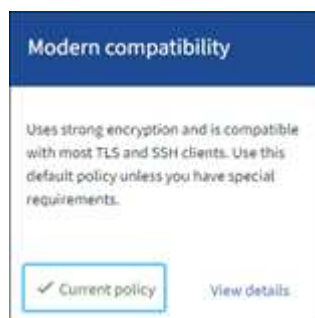 Modern compatibility
Uses strong encryption and is compatible
with most TLS and SSH clients. Use this
default policy unless you have special
requirements.
✓ Current policy
View details